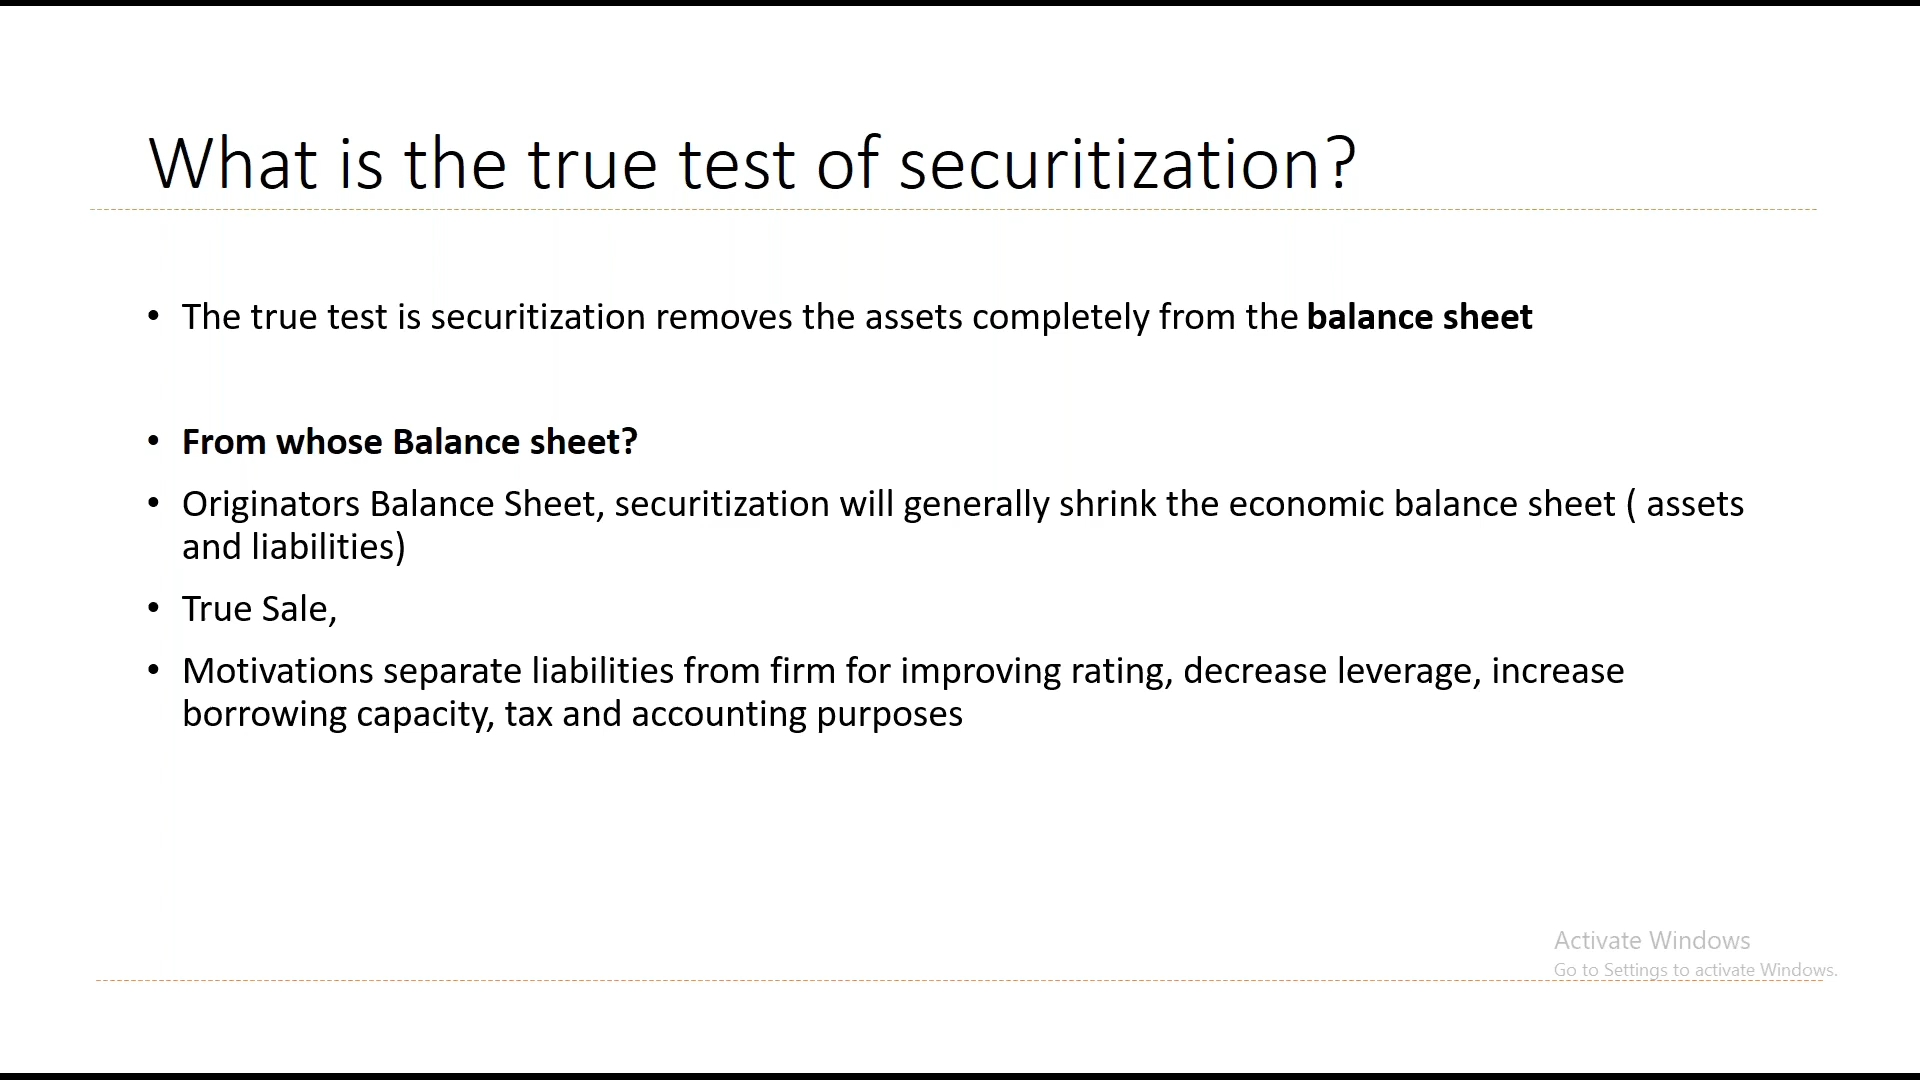 What is the true test of securitization?
• The true test is securitization removes the assets completely from the balance sheet
• From whose Balance sheet?
• Originators Balance Sheet, securitization will generally shrink the economic balance sheet ( assets
and liabilities)
• True Sale,
• Motivations separate liabilities from firm for improving rating, decrease leverage, increase
borrowing capacity, tax and accounting purposes
Activate Windows
Go to Settings to activate Windows.